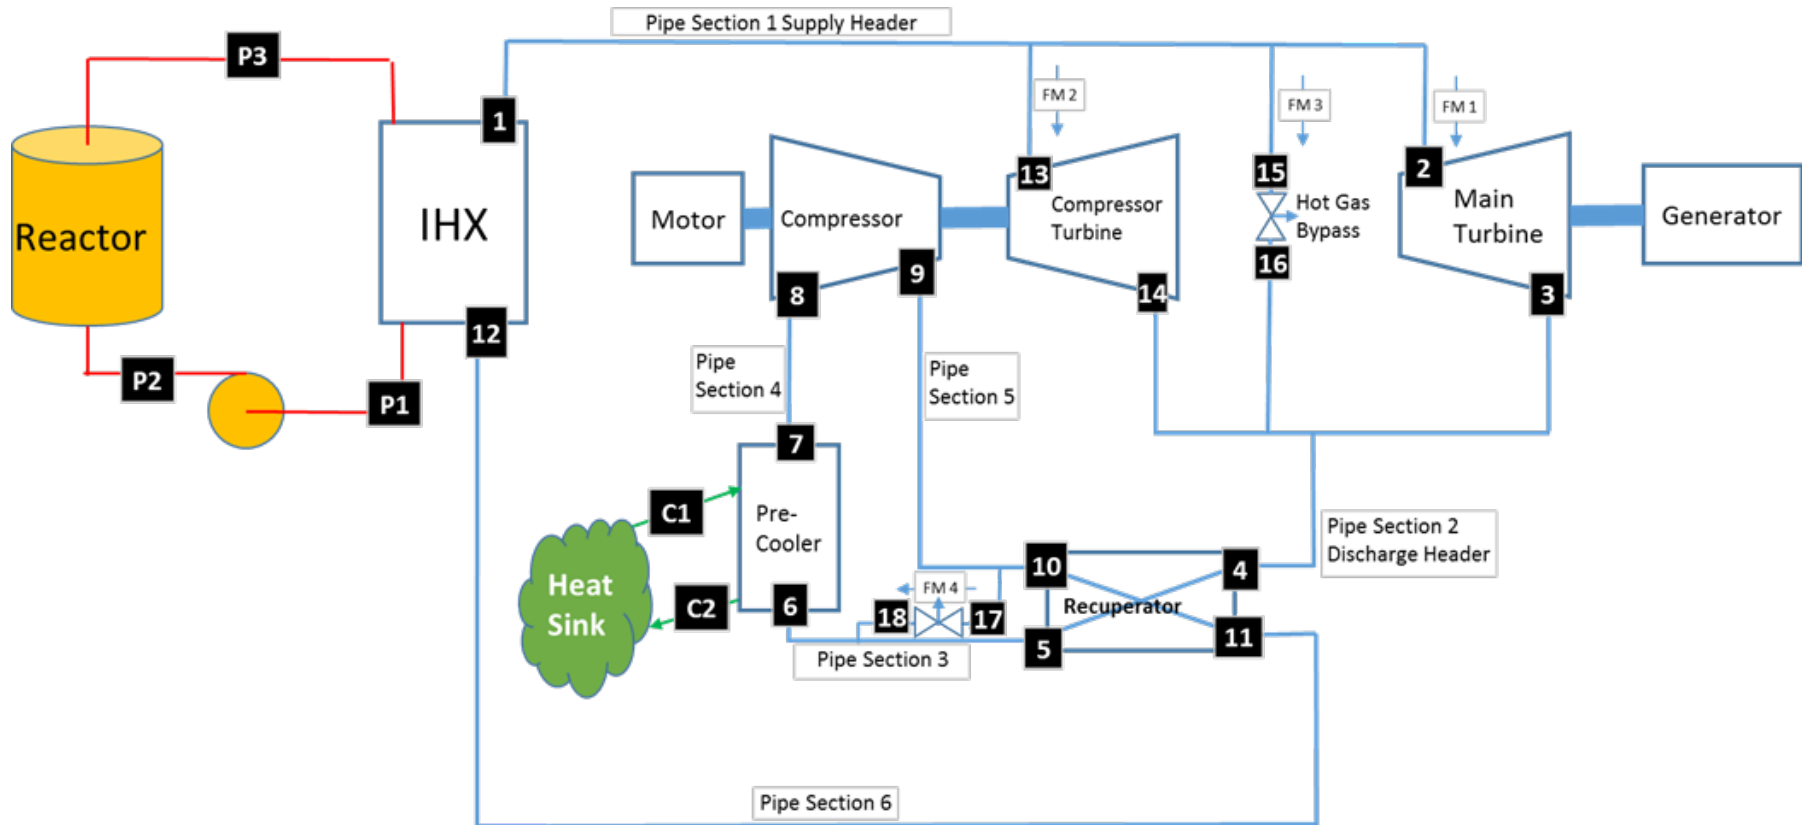 Pipe Section 1 Supply Header
P3
1
FM 2
FM 3
FM 1
Reactor
IHX
Motor
Compressor
13
Compressor
Turbine
15
Hot Gas
Bypass
16
2
Main
Turbine
Generator
8
9
14
3
12
P2
P1
Pipe
Section 4
Pipe
Section 5
7
C1
Pre-
Cooler
Heat
Sink
C2
6
Pipe Section 2
Discharge Header
10
4
FM 4
Recuperator
18
17
5
11
Pipe Section 3
Pipe Section 6